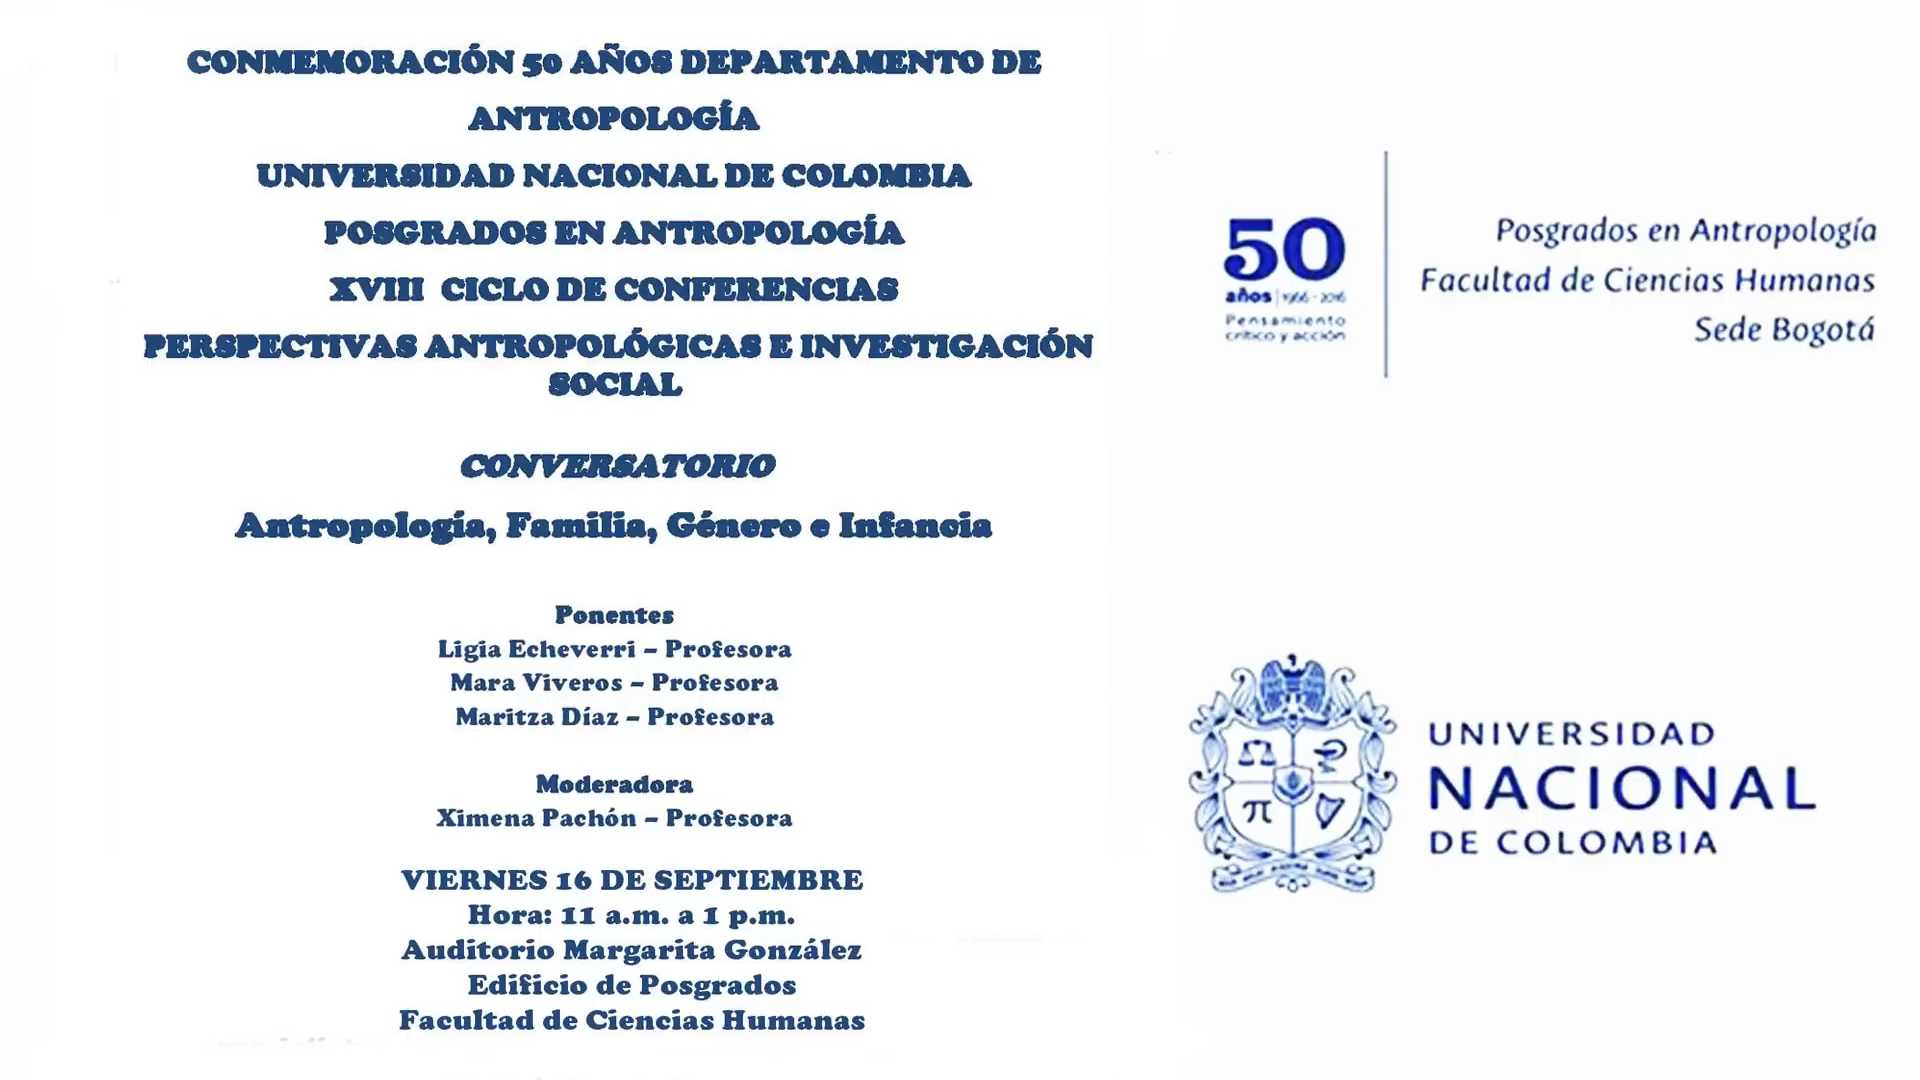 CONMEMORACIÓN 50 AÑOS DEPARTAMENTO DE
ANTROPOLOGÍA
UNIVERSIDAD NACIONAL DE COLOMBIA
POSGRADOS EN ANTROPOLOGÍA
XVIII CICLO DE CONFERENCIAS
PERSPECTIVAS ANTROPOLÓGICAS E INVESTIGACIÓN
SOCIAL
CONVERSATORIO
Antropología, Familia, Género e Infancia
Ponentes
Ligia Echeverri – Profesora
Mara Viveros – Profesora
Maritza Díaz – Profesora
Moderadora
Ximena Pachón – Profesora
VIERNES 16 DE SEPTIEMBRE
Hora: 11 a.m. a 1 p.m.
Auditorio Margarita González
Edificio de Posgrados
Facultad de Ciencias Humanas
50
años | 1966 - 2016
Pensamiento
crítico y acción
Posgrados en Antropología
Facultad de Ciencias Humanas
Sede Bogotá
π
UNIVERSIDAD
NACIONAL
DE COLOMBIA